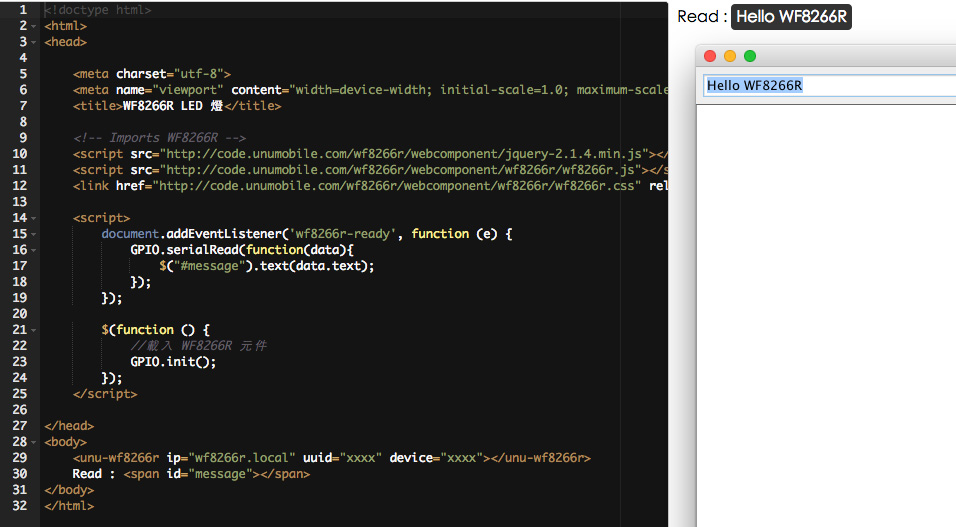 1 <!doctype html>
2 <html>
3 <head>
4
5 <meta charset="utf-8">
6 <meta name="viewport" content="width=device-width; initial-scale=1.0; maximum-scale
7 <title>WF8266R LED 燈</title>
8
9 <!-- Imports WF8266R -->
10 <script src="http://code.unumobile.com/wf8266r/webcomponent/jquery-2.1.4.min.js"></
11 <script src="http://code.unumobile.com/wf8266r/webcomponent/wf8266r/wf8266r.js"></s
12 <link href="http://code.unumobile.com/wf8266r/webcomponent/wf8266r/wf8266r.css" rel
13
14 <script>
15 document.addEventListener('wf8266r-ready', function (e) {
16 GPIO.serialRead(function(data){
17 $("#message").text(data.text);
18 });
19 });
20
21 $(function () {
22 //載入 WF8266R 元件
23 GPIO.init();
24 });
25 </script>
26
27 </head>
28 <body>
29 <unu-wf8266r ip="wf8266r.local" uuid="xxxx" device="xxxx"></unu-wf8266r>
30 Read : <span id="message"></span>
31 </body>
32 </html>
Read : Hello WF8266R
Hello WF8266R